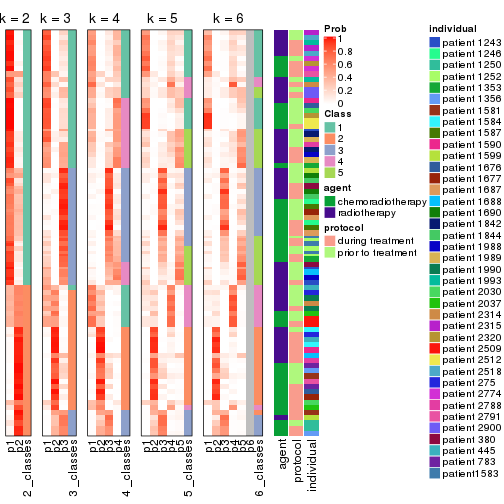 k = 2 k = 3 k = 4 k = 5 k = 6
p1
p2
2_classes
p1
p2
p3
3_classes
p1
p2
p3
p4
4_classes
p1
p2
p3
p4
p5
5_classes
p1
p2
p3
p4
p5
p6
6_classes
agent
protocol
individual
Prob
1
0.8
0.6
0.4
0.2
0
Class
1
2
3
4
5
agent
chemoradiotherapy
radiotherapy
protocol
during treatment
prior to treatment
individual
patient 1243
patient 1246
patient 1250
patient 1252
patient 1353
patient 1356
patient 1581
patient 1584
patient 1587
patient 1590
patient 1599
patient 1676
patient 1677
patient 1687
patient 1688
patient 1690
patient 1842
patient 1844
patient 1988
patient 1989
patient 1990
patient 1993
patient 2030
patient 2037
patient 2314
patient 2315
patient 2320
patient 2509
patient 2512
patient 2518
patient 275
patient 2774
patient 2788
patient 2791
patient 2900
patient 380
patient 445
patient 783
patient1583